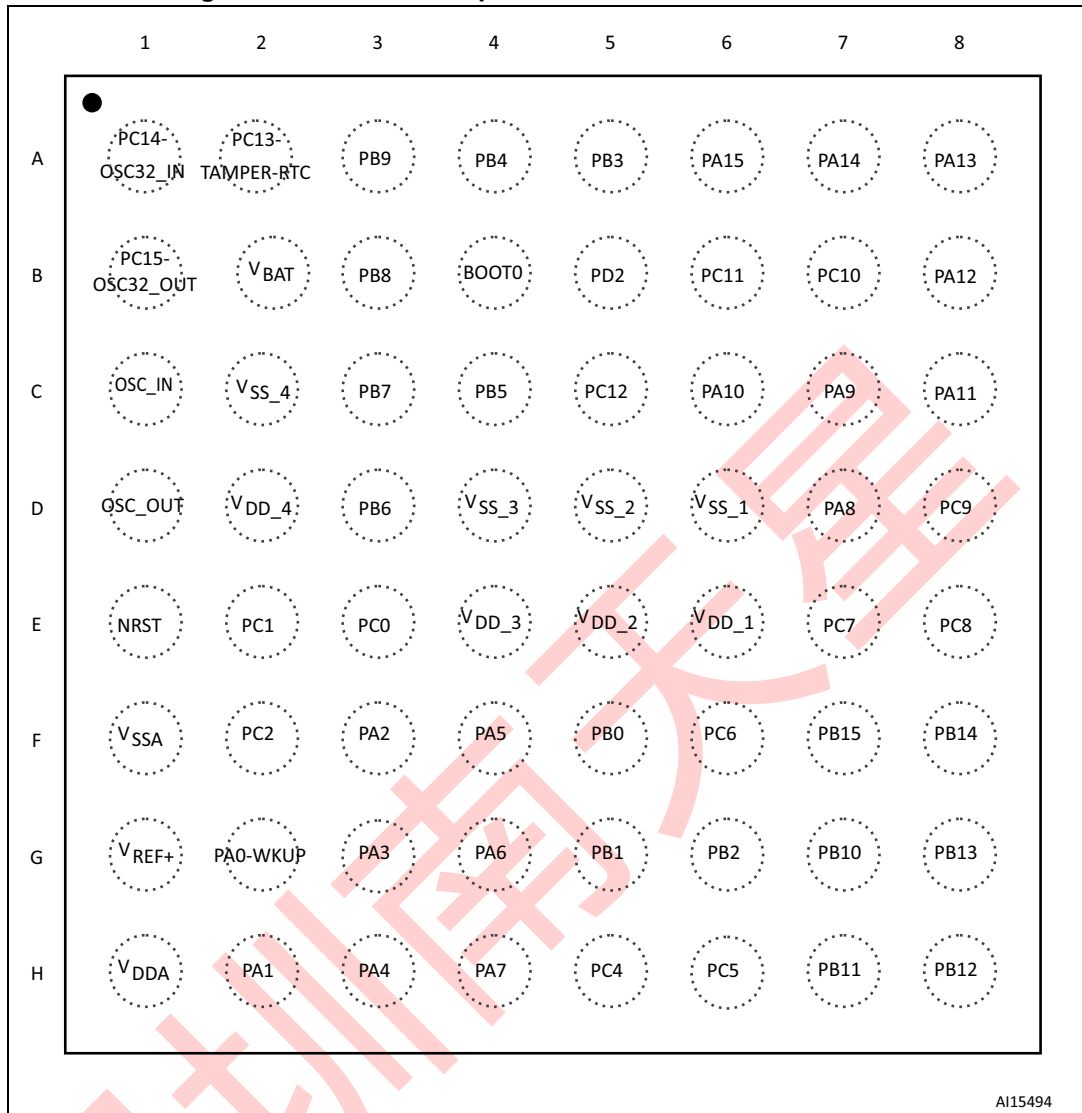 1 2 3 4 5 6 7 8
A PC14-OSC32_IN PC13-TAMPER-RTC PB9 PB4 PB3 PA15 PA14 PA13
B PC15-OSC32_OUT VBAT PB8 BOOT0 PD2 PC11 PC10 PA12
C OSC_IN VSS_4 PB7 PB5 PC12 PA10 PA9 PA11
D OSC_OUT VDD_4 PB6 VSS_3 VSS_2 VSS_1 PA8 PC9
E NRST PC1 PC0 VDD_3 VDD_2 VDD_1 PC7 PC8
F VSSA PC2 PA2 PA5 PB0 PC6 PB15 PB14
G VREF+ PA0-WKUP PA3 PA6 PB1 PB2 PB10 PB13
H VDDA PA1 PA4 PA7 PC4 PC5 PB11 PB12
AI15494
圳南天星